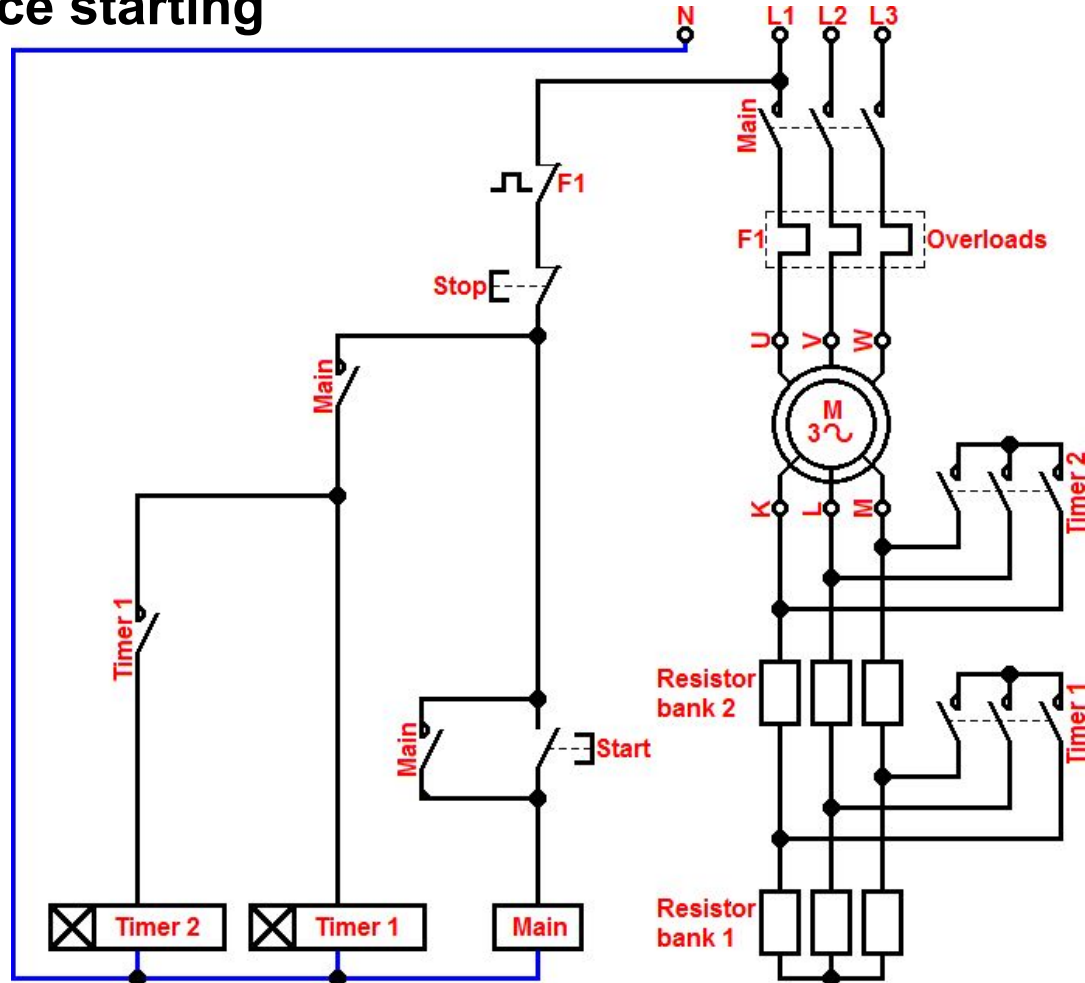 ce starting
N L1 L2 L3
Main
F1
F1
Overloads
Stop
U V W
Main
M
3
Timer 2
K L M
Timer 1
Resistor
bank 2
Timer 1
Main
Start
Resistor
bank 1
Timer 2
Timer 1
Main